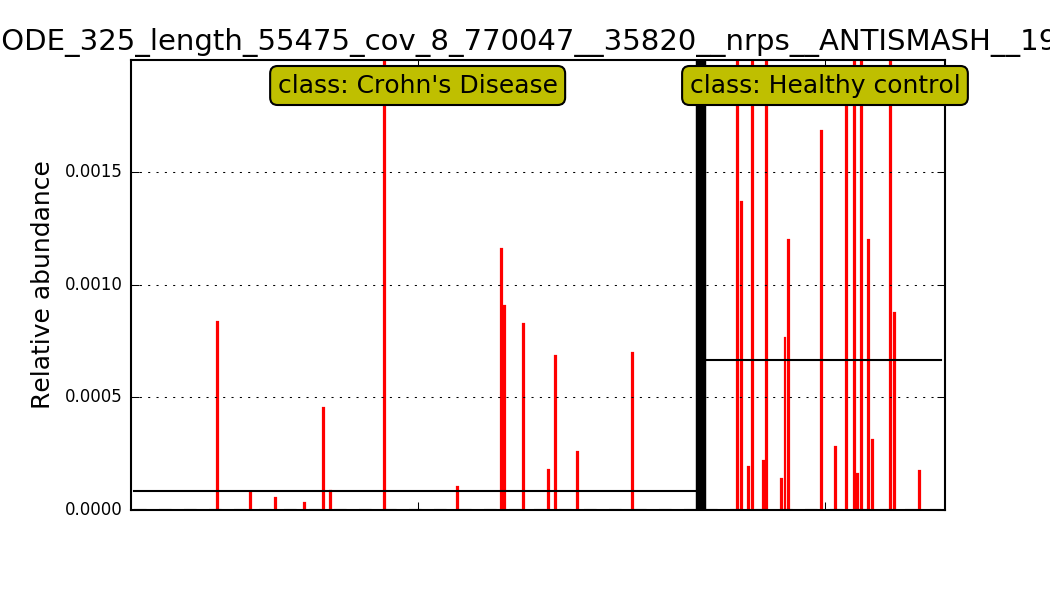 ODE_325_length_55475_cov_8_770047__35820__nrps__ANTISMASH__19
class: Crohn's Disease
class: Healthy control
Relative abundance
0.0015
0.0010
0.0005
0.0000